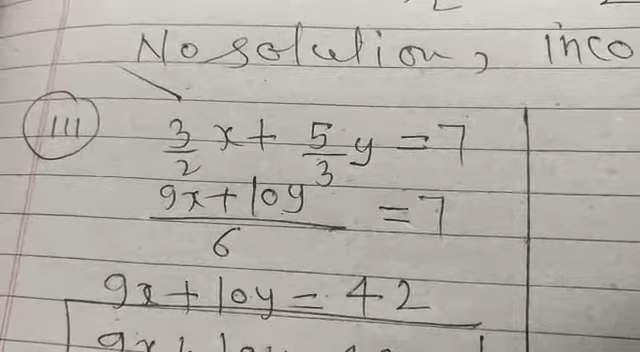 No solution, inco
(iii) 3/2 x + 5/3 y = 7
9x + 10y / 6 = 7
9x + 10y = 42